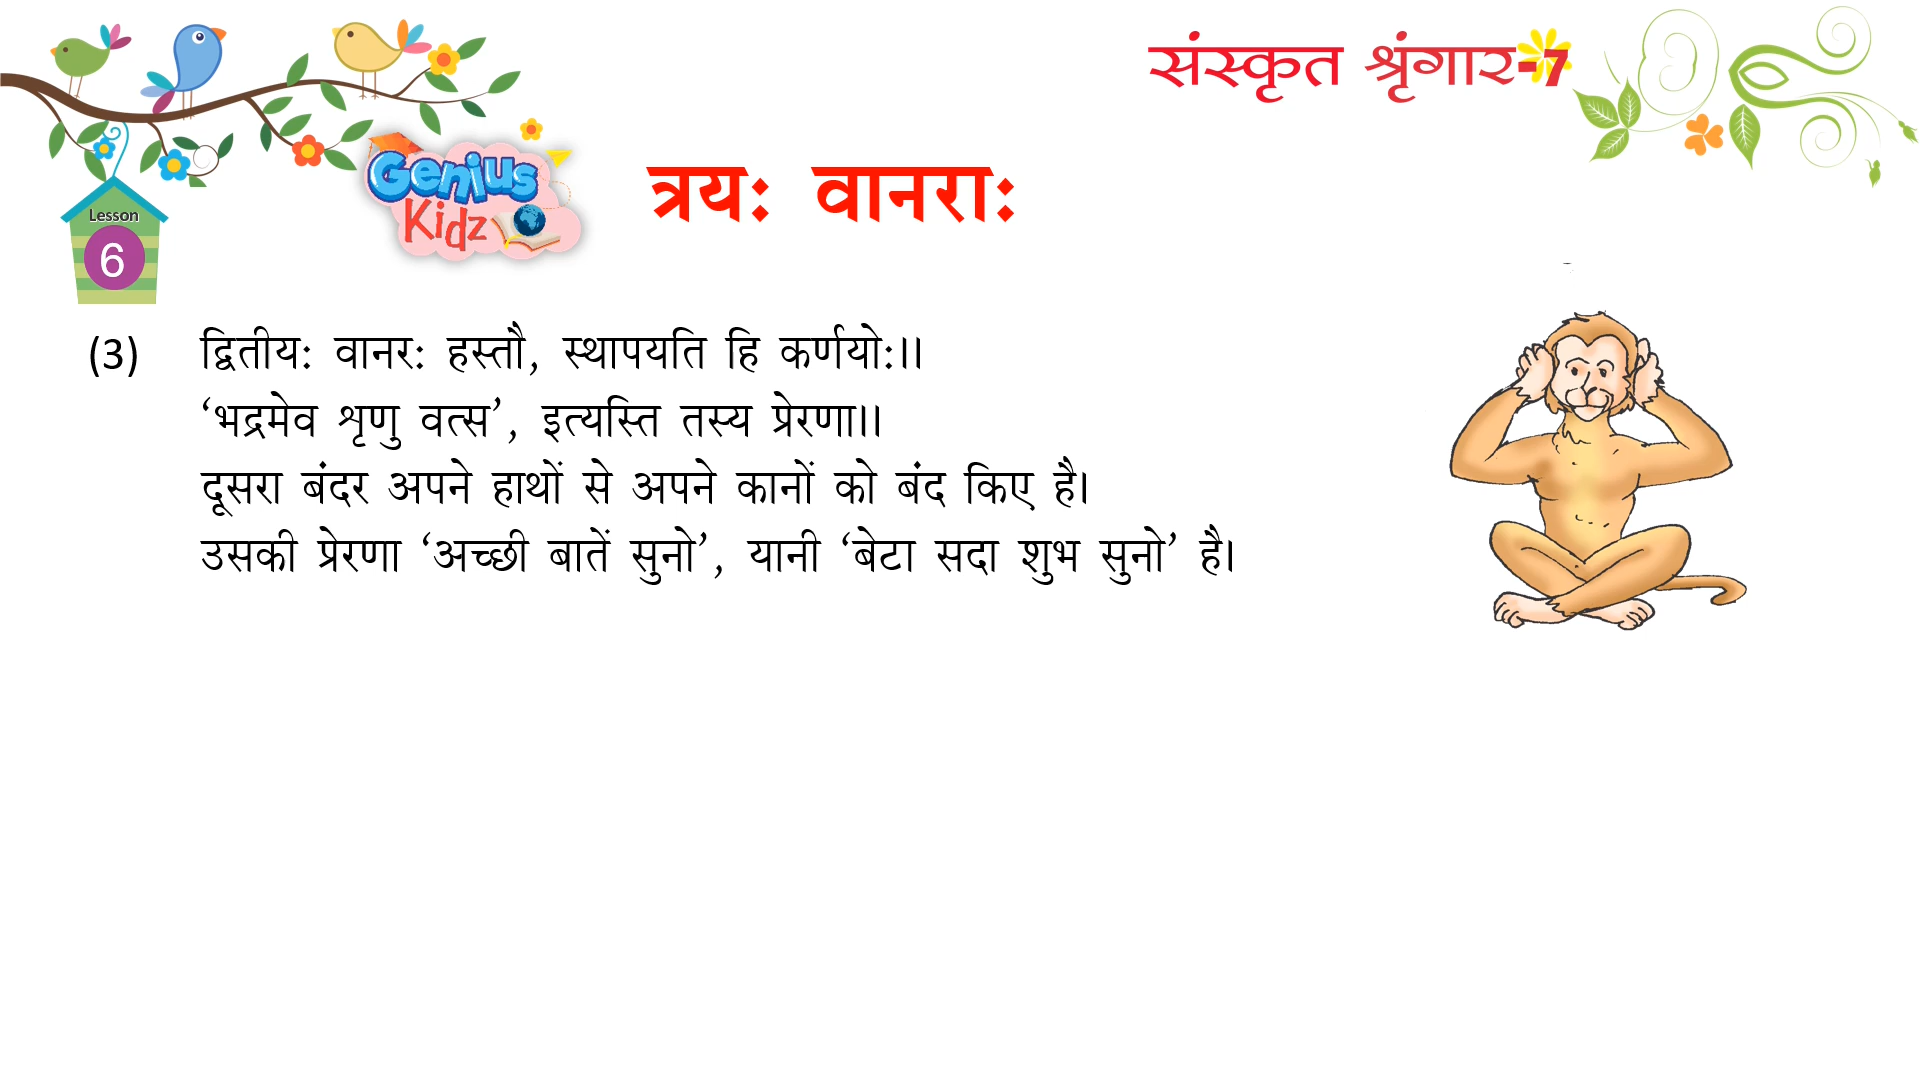 संस्कृत श्रृंगार-7
Genius
Kidz
त्रयः वानराः
Lesson
6
(3) द्वितीयः वानरः हस्तौ, स्थापयति हि कर्णयोः।।
‘भद्रमेव शृणु वत्स’, इत्यस्ति तस्य प्रेरणा।।
दूसरा बंदर अपने हाथों से अपने कानों को बंद किए है।
उसकी प्रेरणा ‘अच्छी बातें सुनो’, यानी ‘बेटा सदा शुभ सुनो’ है।